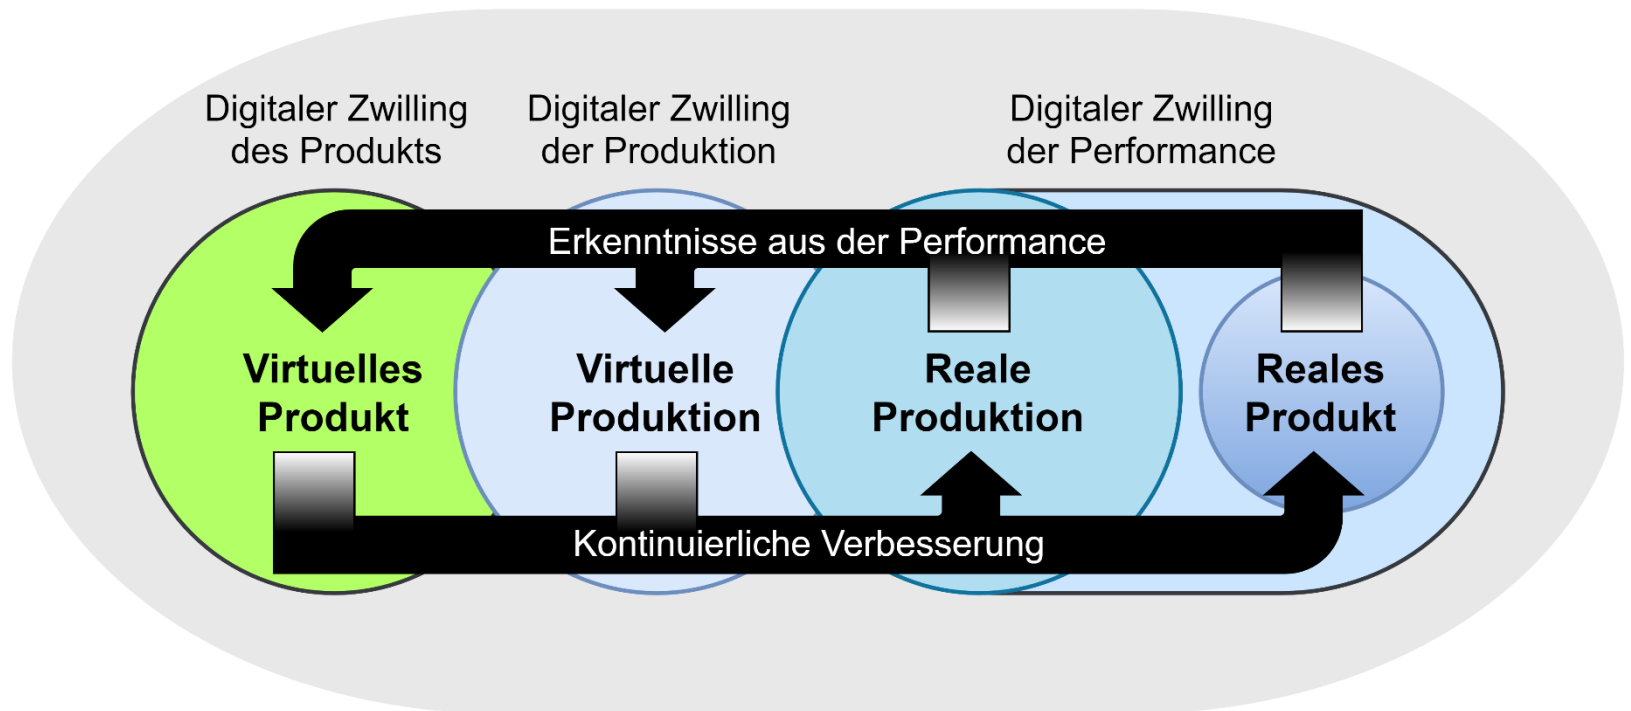 Digitaler Zwilling
des Produkts
Digitaler Zwilling
der Produktion
Digitaler Zwilling
der Performance
Erkenntnisse aus der Performance
Virtuelles
Produkt
Virtuelle
Produktion
Reale
Produktion
Reales
Produkt
Kontinuierliche Verbesserung